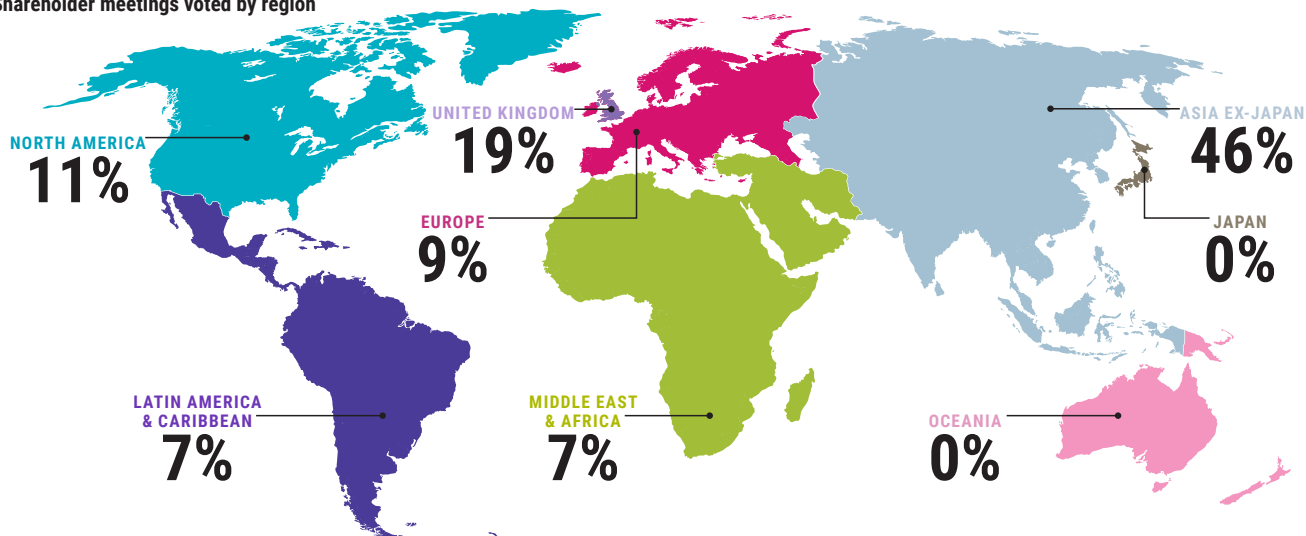 Shareholder meetings voted by region
NORTH AMERICA
11%
UNITED KINGDOM
19%
ASIA EX-JAPAN
46%
EUROPE
9%
JAPAN
0%
LATIN AMERICA
& CARIBBEAN
7%
MIDDLE EAST
& AFRICA
7%
OCEANIA
0%